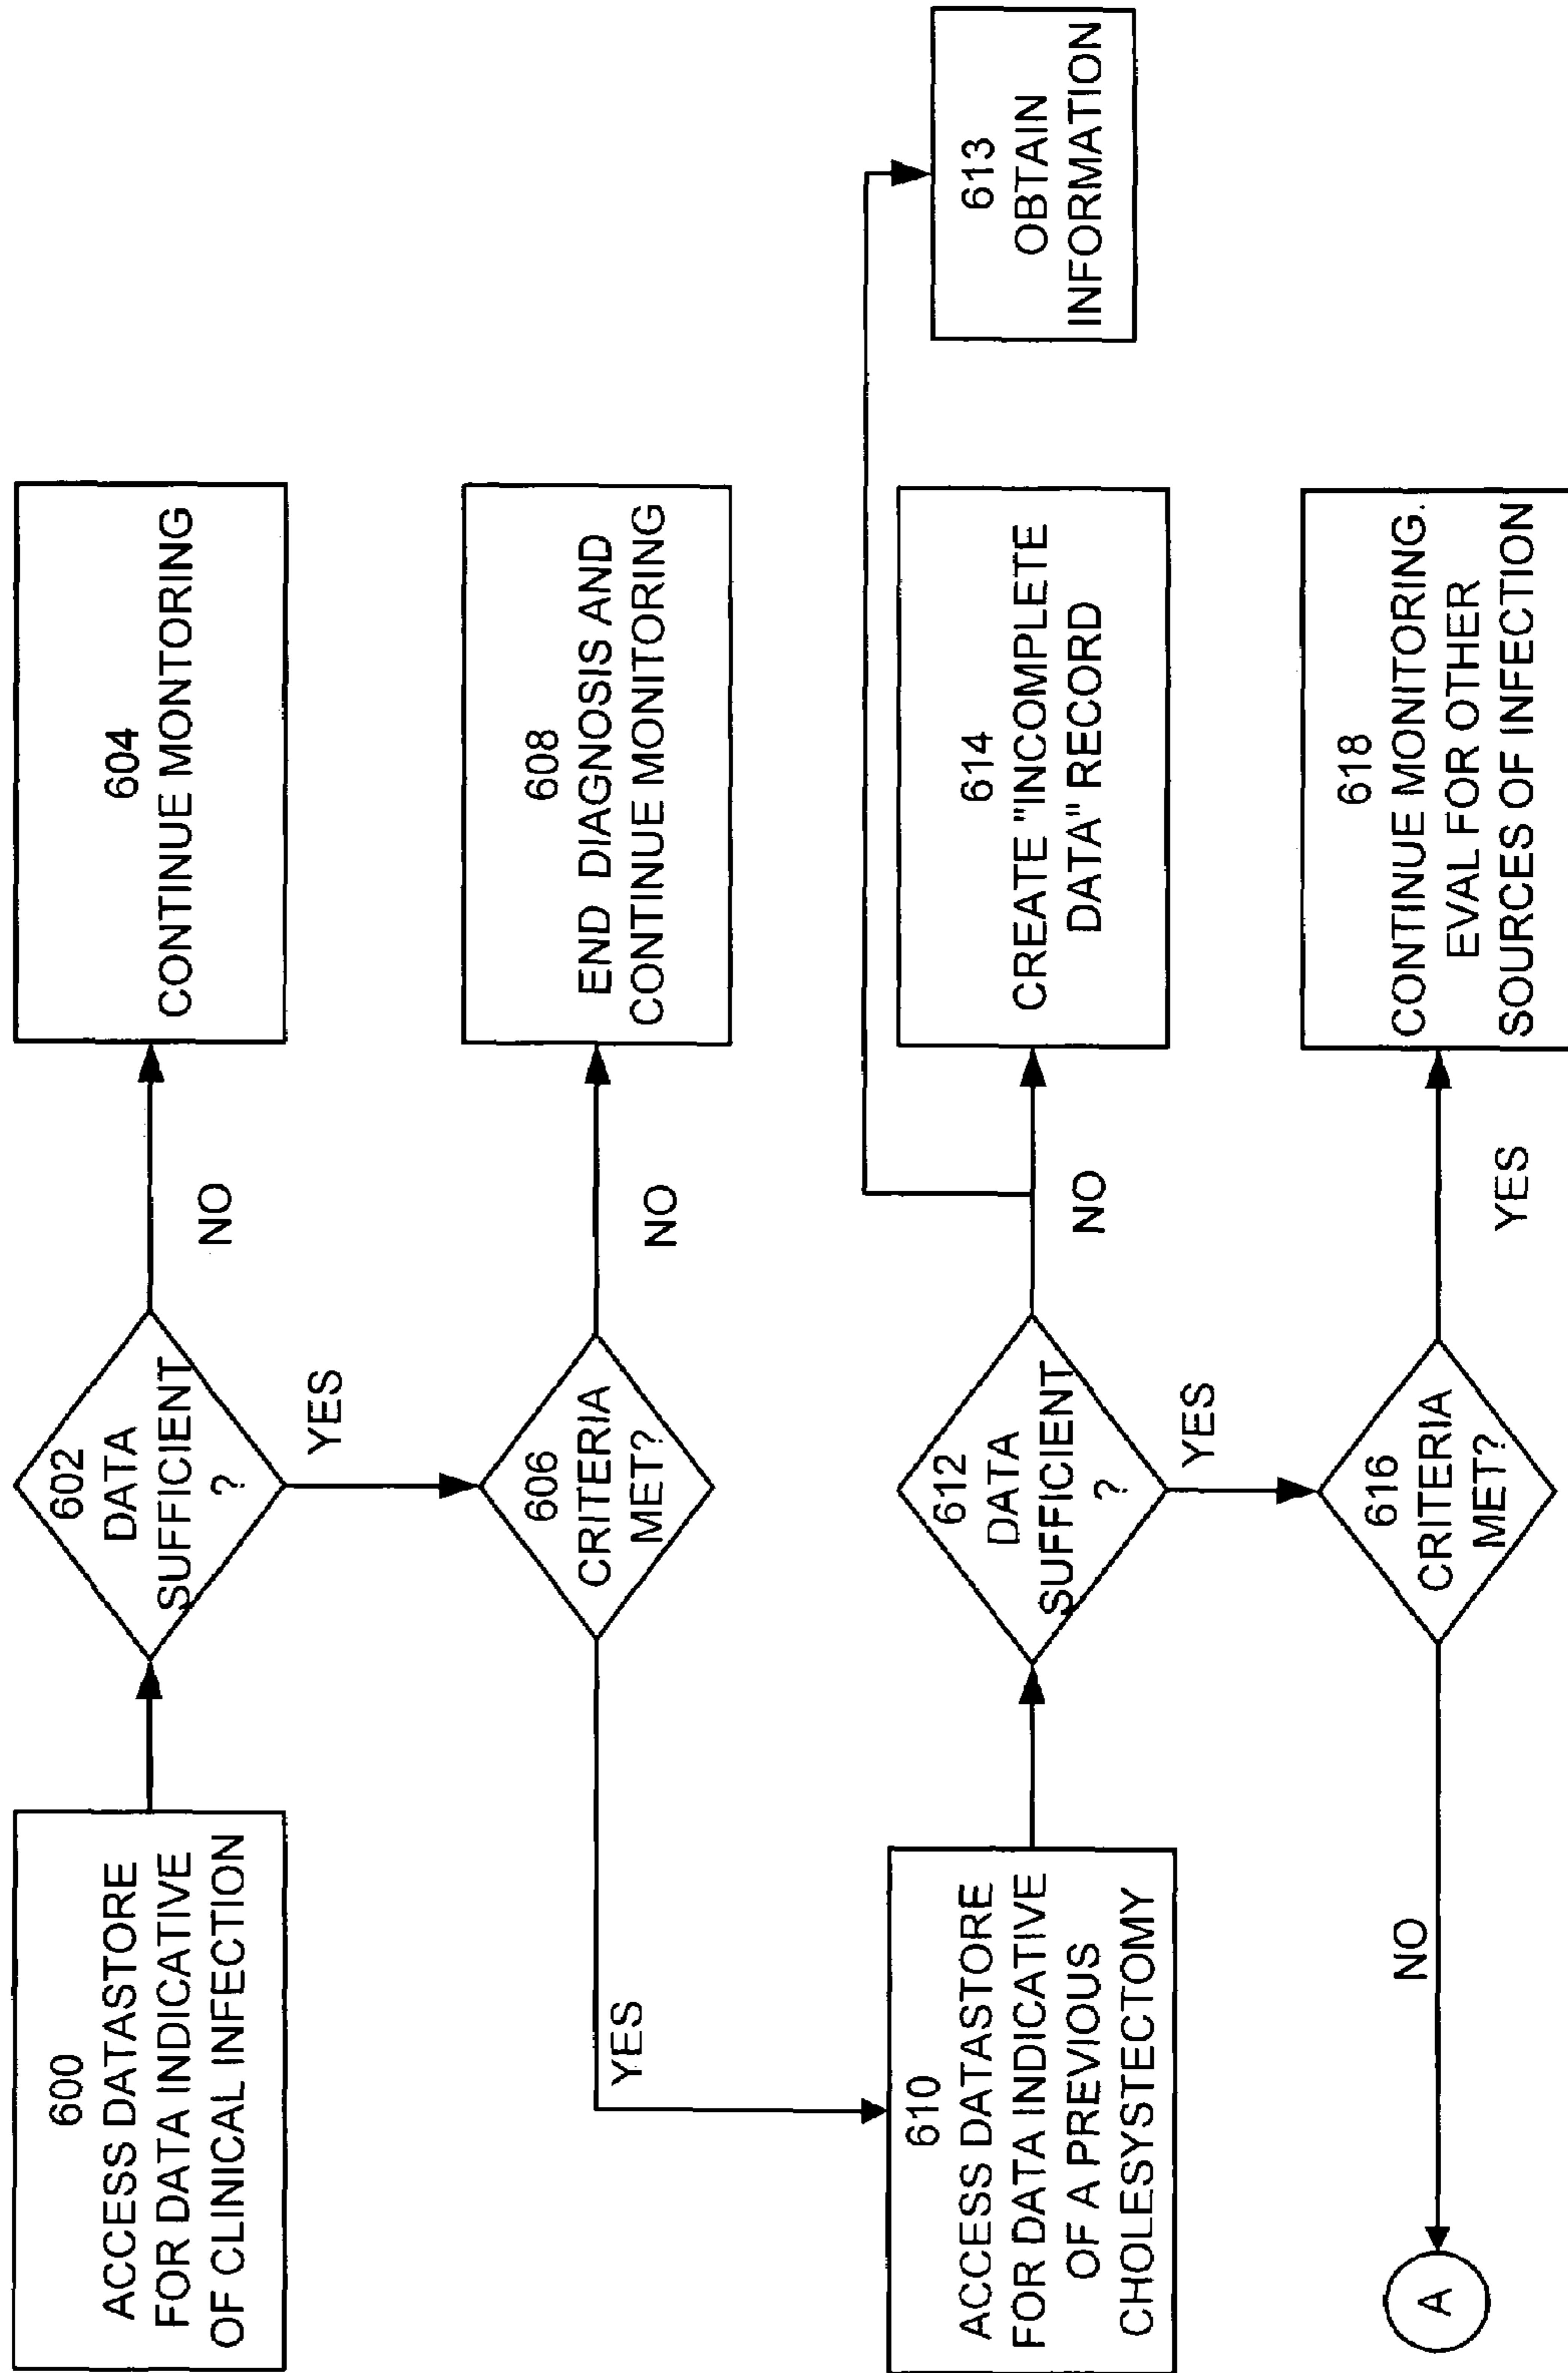 600
ACCESS DATASTORE
FOR DATA INDICATIVE
OF CLINICAL INFECTION
602
DATA
SUFFICIENT
?
NO
604
CONTINUE MONTORING
YES
606
CRITERIA
MET?
NO
608
END DIAGNOSIS AND
CONTINUE MONITORING
YES
610
ACCESS DATASTORE
FOR DATA INDICATIVE
OF A PREVIOUS
CHOLESYSTECTOMY
612
DATA
SUFFICIENT
?
NO
614
CREATE "INCOMPLETE
DATA" RECORD
613
OBTAIN
INFORMATION
YES
616
CRITERIA
MET?
YES
618
CONTINUE MONITORING.
EVAL FOR OTHER
SOURCES OF INFECTION
NO
A